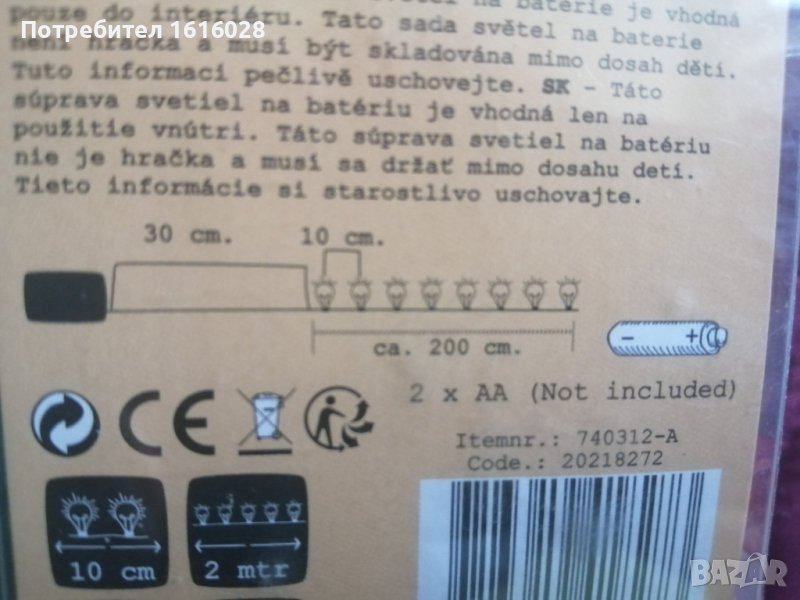 Потребител 1616028
pouze do interiéru. Tato sada světel na baterie je vhodná
není hračka a musí být skladována mimo dosah dětí.
Tuto informaci pečlivě uschovejte. SK - Táto
súprava svetiel na batériu je vhodná len na
použitie vnútri. Táto súprava svetiel na batériu
nie je hračka a musí sa držať mimo dosahu detí.
Tieto informácie si starostlivo uschovajte.
30 cm. 10 cm.
ca. 200 cm.
- +
2 x AA (Not included)
CE
Itemnr.: 740312-A
Code.: 20218272
10 cm 2 mtr
BAZAR